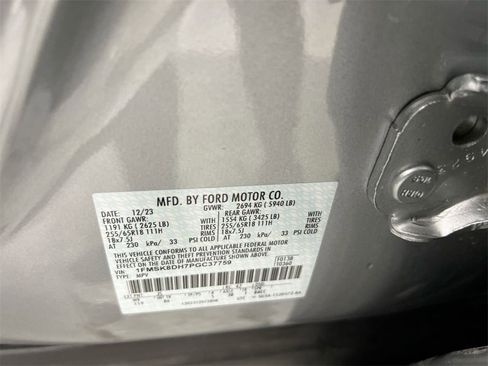 MFD. BY FORD MOTOR CO.
DATE: 12/23 GVWR: 2694 KG ( 5940 LB)
FRONT GAWR: REAR GAWR:
1191 KG ( 2625 LB) WITH 1554 KG ( 3425 LB) WITH
255/65R18 111H TIRES 255/65R18 111H TIRES
18x7.5J RIMS 18x7.5J RIMS
AT 230 kPa/ 33 PSI COLD AT 230 kPa/ 33 PSI COLD
THIS VEHICLE CONFORMS TO ALL APPLICABLE FEDERAL MOTOR
VEHICLE SAFETY AND THEFT PREVENTION STANDARDS IN EFFECT ON THE
DATE OF MANUFACTURE SHOWN ABOVE.
VIN: 1FMSK8DH7PGC37759 F0138
TYPE: MPV T0360